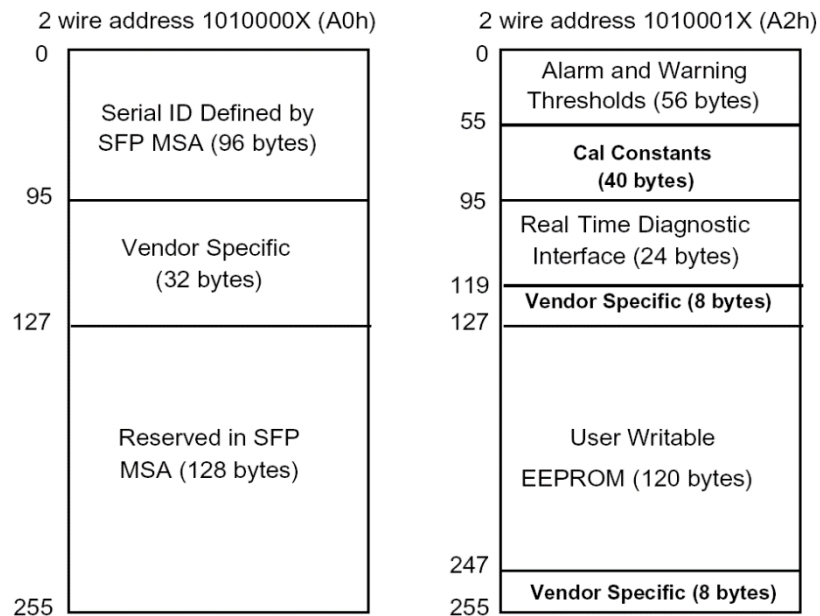 2 wire address 1010000X (A0h)
0
Serial ID Defined by
SFP MSA (96 bytes)
95
Vendor Specific
(32 bytes)
127
Reserved in SFP
MSA (128 bytes)
255
2 wire address 1010001X (A2h)
0
Alarm and Warning
Thresholds (56 bytes)
55
Cal Constants
(40 bytes)
95
Real Time Diagnostic
Interface (24 bytes)
119
Vendor Specific (8 bytes)
127
User Writable
EEPROM (120 bytes)
247
Vendor Specific (8 bytes)
255